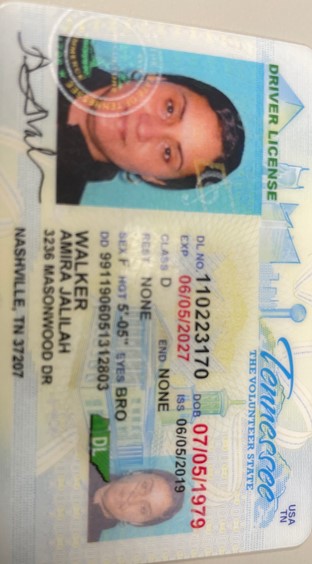 USA
TN
Tennessee
THE VOLUNTEER STATE
DRIVER LICENSE
DL NO. 110223170
DOB 07/05/1979
EXP 06/05/2027
ISS 06/05/2019
CLASS D
END NONE
REST NONE
SEX F HGT 5'-05" EYES BRO
DD 9911906051312803
WALKER
AMIRA JALILAH
3236 MASONWOOD DR
NASHVILLE, TN 37207
DL